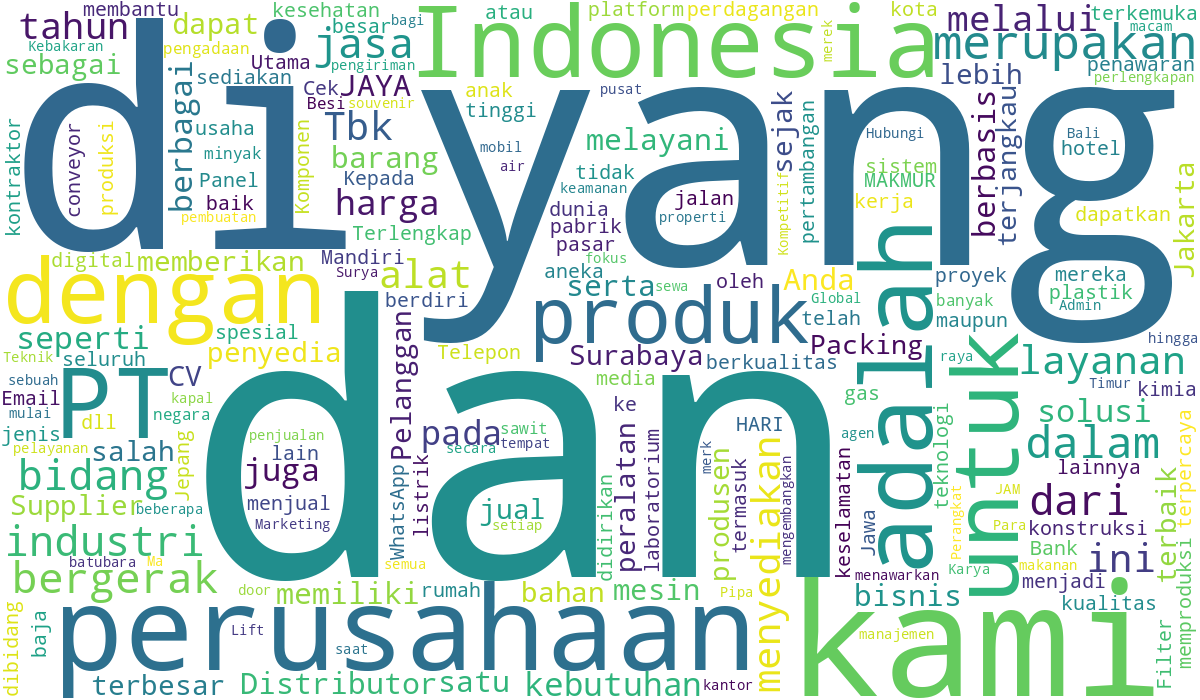 membantu
kesehatan
atau
platform
perdagangan
kota
terkemuka
tahun
dapat
besar
bagi
Indonesia
merek
melalui
macam
Kebakaran
pengadaan
jasa
merupakan
sebagai
berbagai
Utama
pengiriman
penawaran
sediakan
Cek
JAYA
anak
pusat
lebih
perlengkapan
di
yang
Besi
souvenir
tinggi
sejak
kontraktor
conveyor
produksi
usaha
Tbk
mobil
melayani
Hubungi
berbasis
terjangkau
Bali
hotel
minyak
Komponen
barang
air
tidak
Kompetitif
pertambangan
sistem
Panel
Kepada
keamanan
MAKMUR
Jakarta
baik
harga
dunia
jalan
kerja
dapatkan
pembuatan
Terlengkap
pabrik
properti
digital
memberikan
Mandiri
pasar
fokus
dengan
Surya
alat
aneka
serta
sewa
oleh
Anda
adalah
proyek
mereka
plastik
berdiri
produk
Global
banyak
Admin
seperti
spesial
Pelanggan
telah
maupun
untuk
hingga
Teknik
seluruh
penyedia
Telepon
Surabaya
berkualitas
Packing
raya
layanan
sebuah
PT
CV
dan
media
Timur
kimia
Email
kapal
gas
mulai
negara
ke
solusi
jenis
dll
penjualan
pada
sawit
HARI
agen
teknologi
dalam
pelayanan
salah
lain
secara
tempat
peralatan
merk
terpercaya
bidang
Jepang
juga
laboratorium
menyediakan
lainnya
Supplier
beberapa
menjual
WhatsApp
listrik
jual
produsen
termasuk
mengembangkan
keselamatan
Perangkat
JAM
dari
Marketing
setiap
didirikan
Jawa
Para
konstruksi
terbaik
memproduksi
industri
batubara
Ma
semua
Bank
ini
bergerak
menawarkan
Karya
makanan
menjadi
door
memiliki
rumah
bahan
mesin
Pipa
bisnis
kualitas
dibidang
baja
perusahaan
kami
Filter
Lift
manajemen
saat
terbesar
Distributor
satu
kebutuhan
kantor